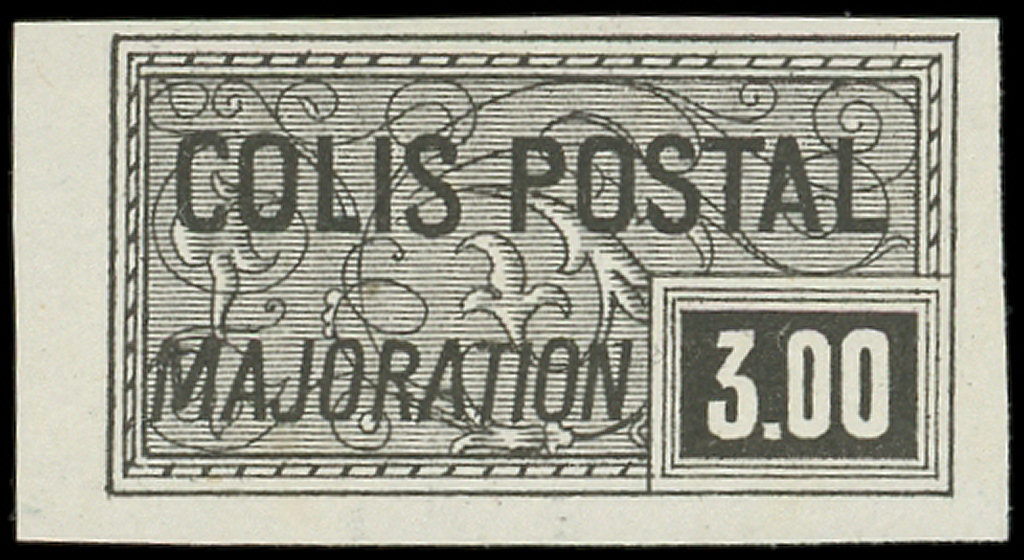 COLIS POSTAL
MAJORATION
3.00